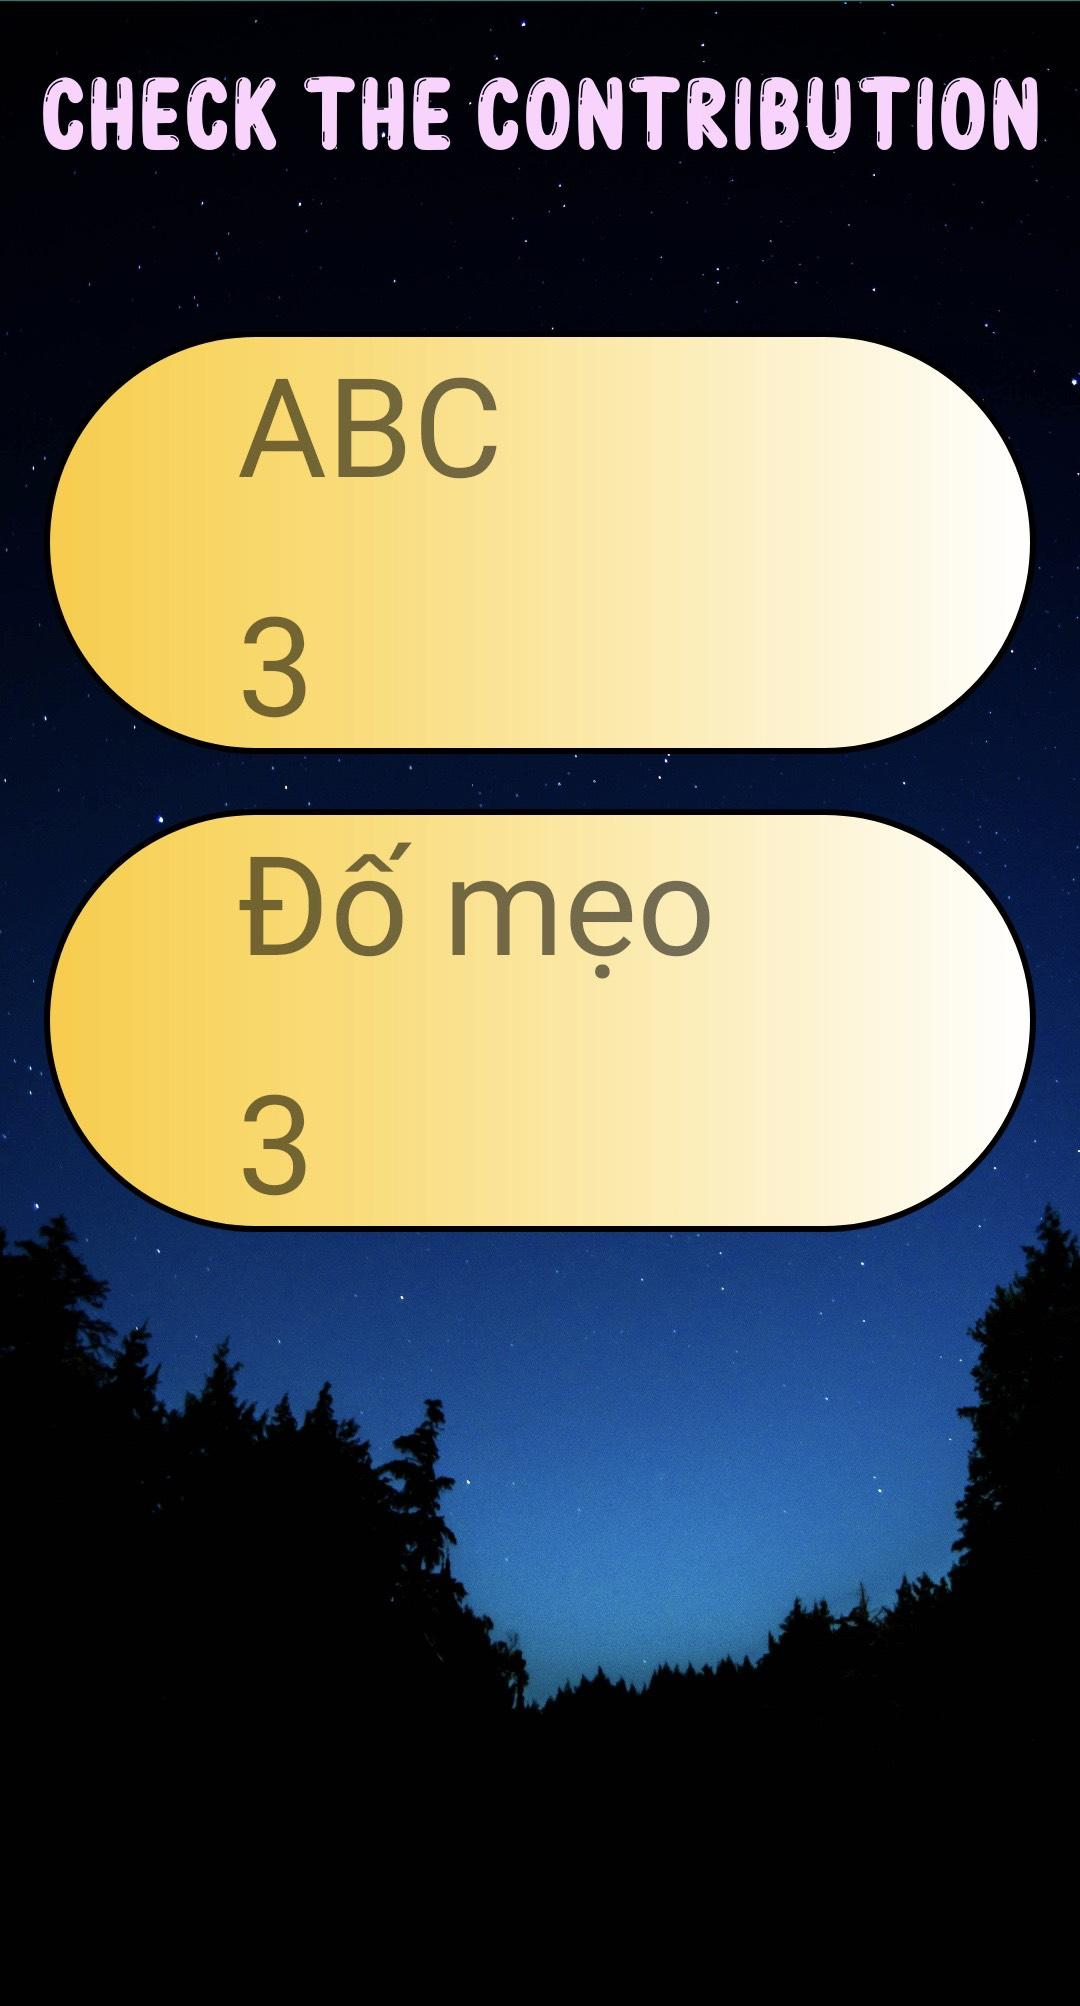 CHECK THE CONTRIBUTION
ABC
3
Đố mẹo
3